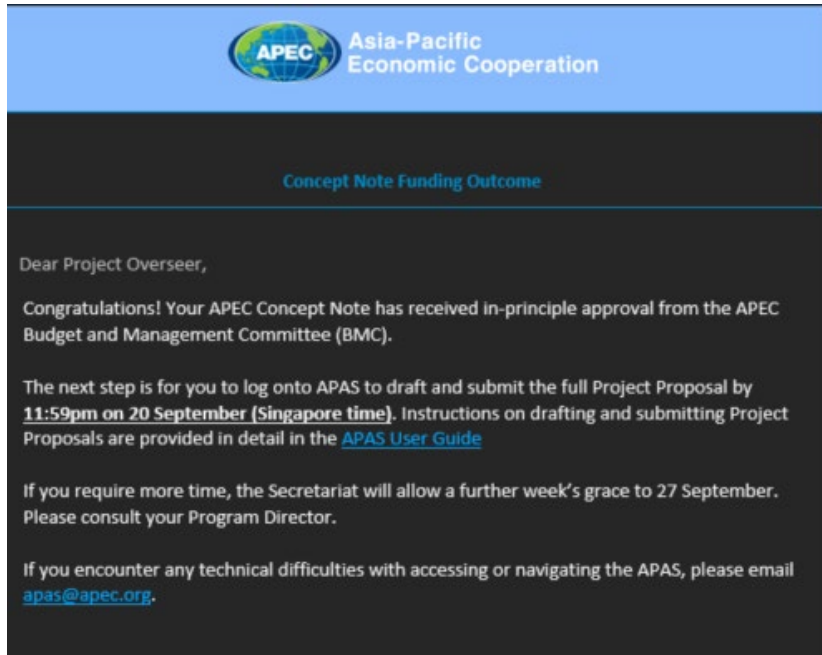 APEC
Asia-Pacific
Economic Cooperation
Concept Note Funding Outcome
Dear Project Overseer,
Congratulations! Your APEC Concept Note has received in-principle approval from the APEC
Budget and Management Committee (BMC).
The next step is for you to log onto APAS to draft and submit the full Project Proposal by
11:59pm on 20 September (Singapore time). Instructions on drafting and submitting Project
Proposals are provided in detail in the APAS User Guide
If you require more time, the Secretariat will allow a further week's grace to 27 September.
Please consult your Program Director.
If you encounter any technical difficulties with accessing or navigating the APAS, please email
apas@apec.org.